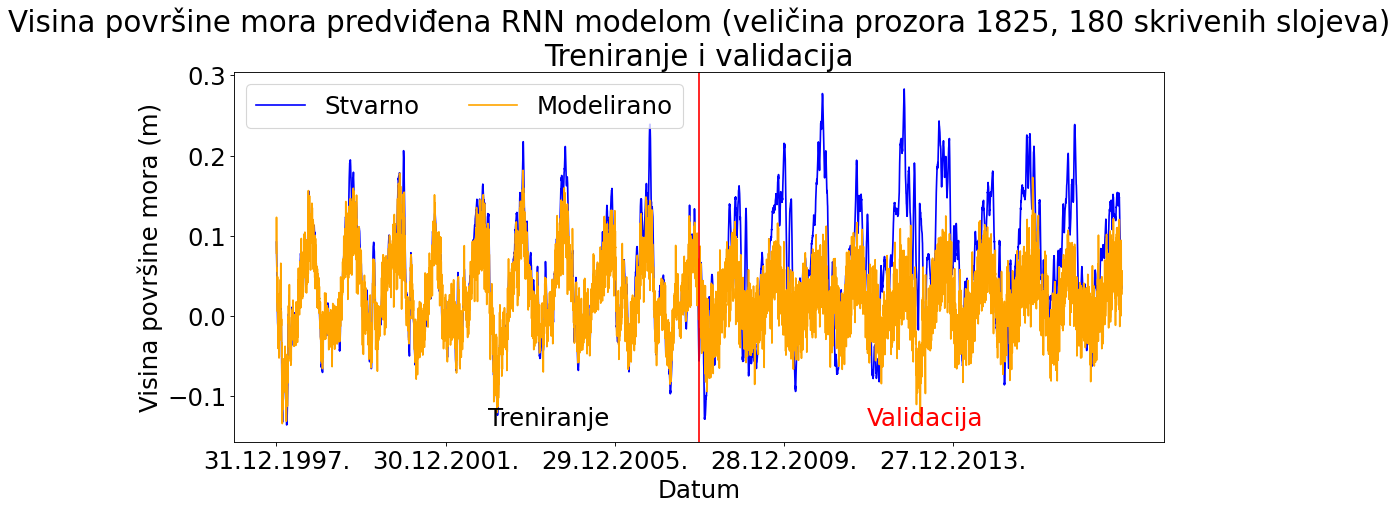 Visina površine mora predviđena RNN modelom (veličina prozora 1825, 180 skrivenih slojeva)
Treniranje i validacija
Stvarno
Modelirano
Visina površine mora (m)
0.3
0.2
0.1
0.0
−0.1
Treniranje
Validacija
31.12.1997.
30.12.2001.
29.12.2005.
28.12.2009.
27.12.2013.
Datum